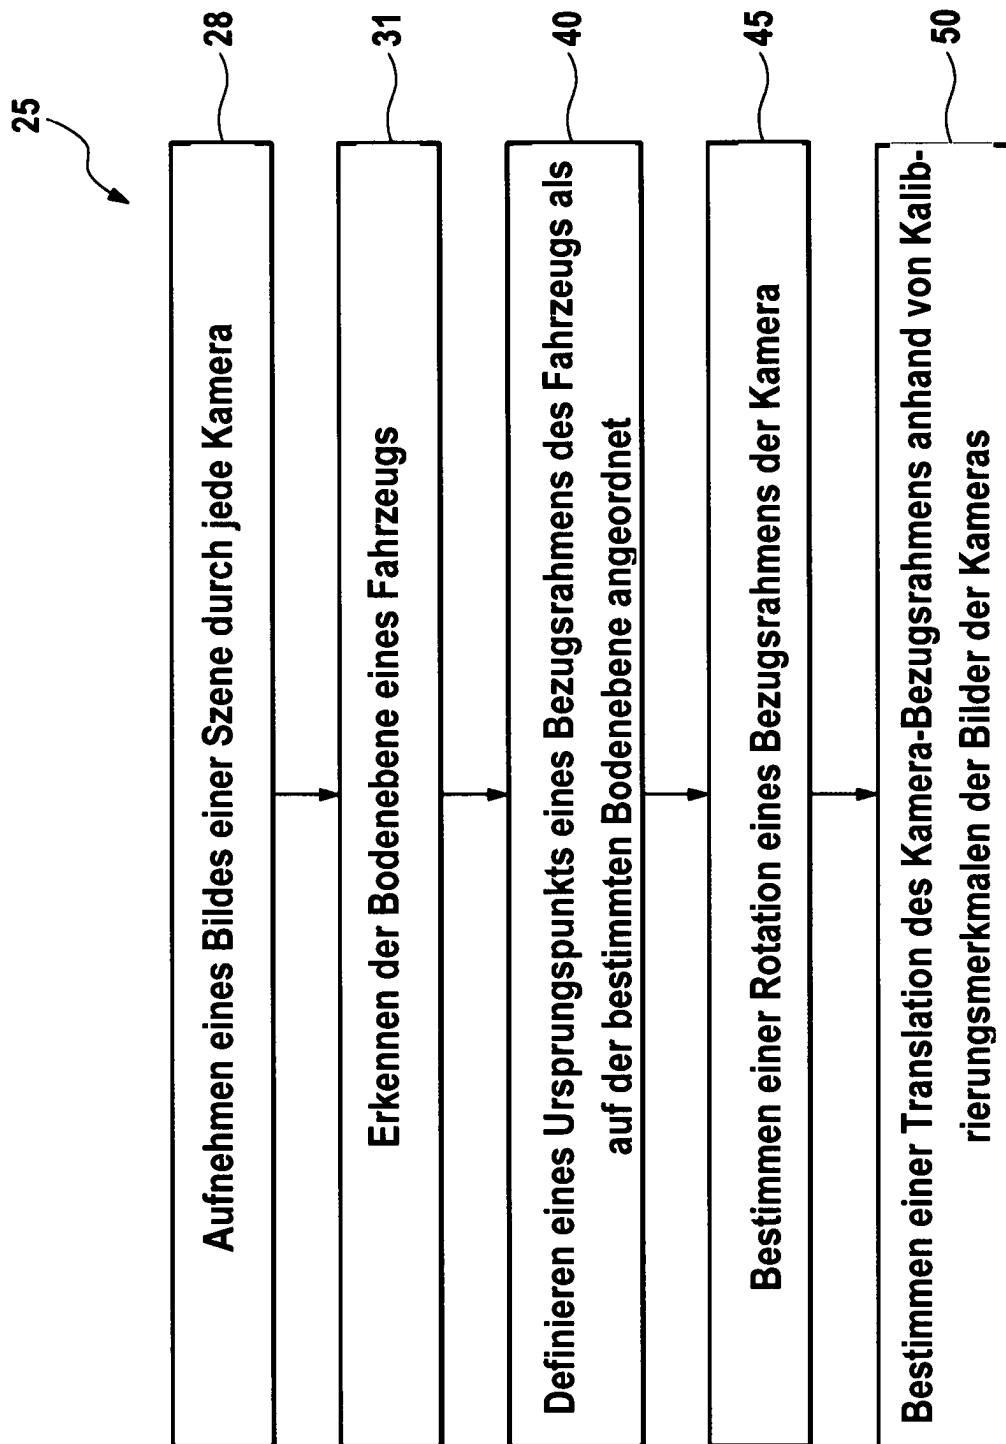 25
Aufnehmen eines Bildes einer Szene durch jede Kamera
28
Erkennen der Bodenebene eines Fahrzeugs
31
Definieren eines Ursprungspunkts eines Bezugsrahmens des Fahrzeugs als
auf der bestimmten Bodenebene angeordnet
40
Bestimmen einer Rotation eines Bezugsrahmens der Kamera
45
Bestimmen einer Translation des Kamera-Bezugsrahmens anhand von Kalib-
rierungsmerkmalen der Bilder der Kameras
50